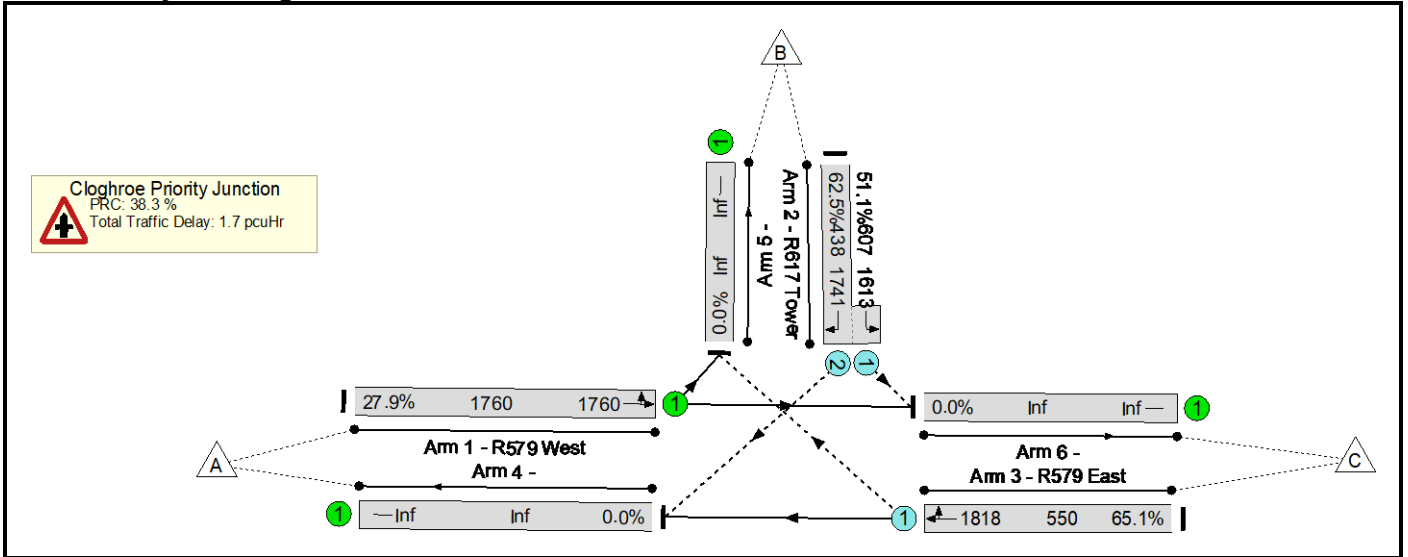 B
Cloghroe Priority Junction
PRC: 38.3 %
Total Traffic Delay: 1.7 pcuHr
1
Inf Inf 0.0%
Arm 5 -
Arm 2 - R617 Tower
62.5% 438 1741
51.1% 607 1613
2 1
27.9% 1760 1760
1
0.0% Inf Inf
1
Arm 1 - R579 West
Arm 4 -
Arm 6 -
Arm 3 - R579 East
A
C
1
Inf Inf 0.0%
1
1818 550 65.1%